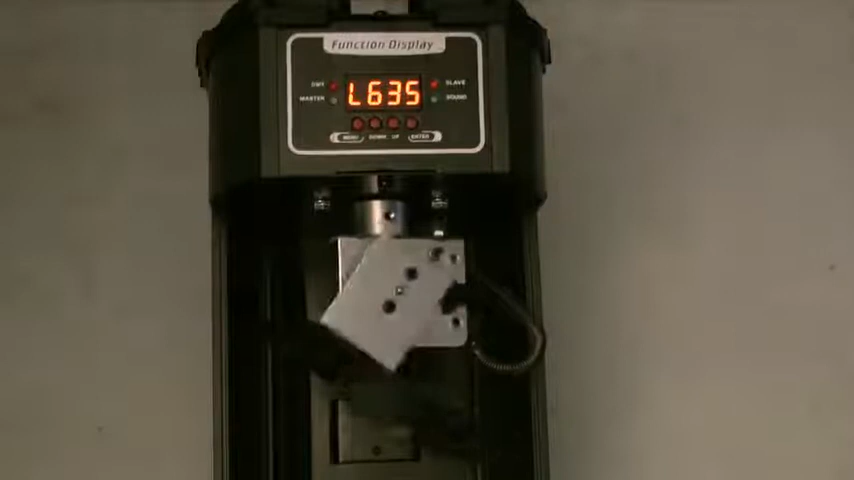 Function Display
DMX SLAVE
L635
MASTER SOUND
MENU DOWN UP ENTER